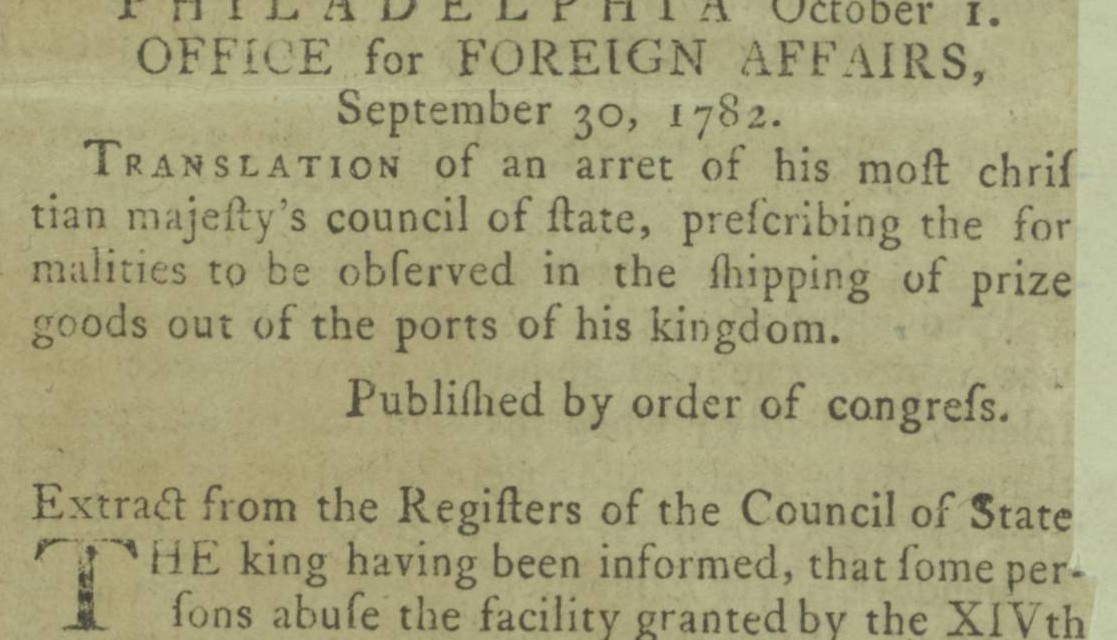 PHILADELPHIA October 1.
OFFICE for FOREIGN AFFAIRS,
September 30, 1782.
TRANSLATION of an arret of his moſt chriſ
tian majeſty's council of ſtate, preſcribing the for
malities to be obſerved in the ſhipping of prize
goods out of the ports of his kingdom.
Publiſhed by order of congreſs.
Extract from the Regiſters of the Council of State
THE king having been informed, that ſome per-
ſons abuſe the facility granted by the XIVth